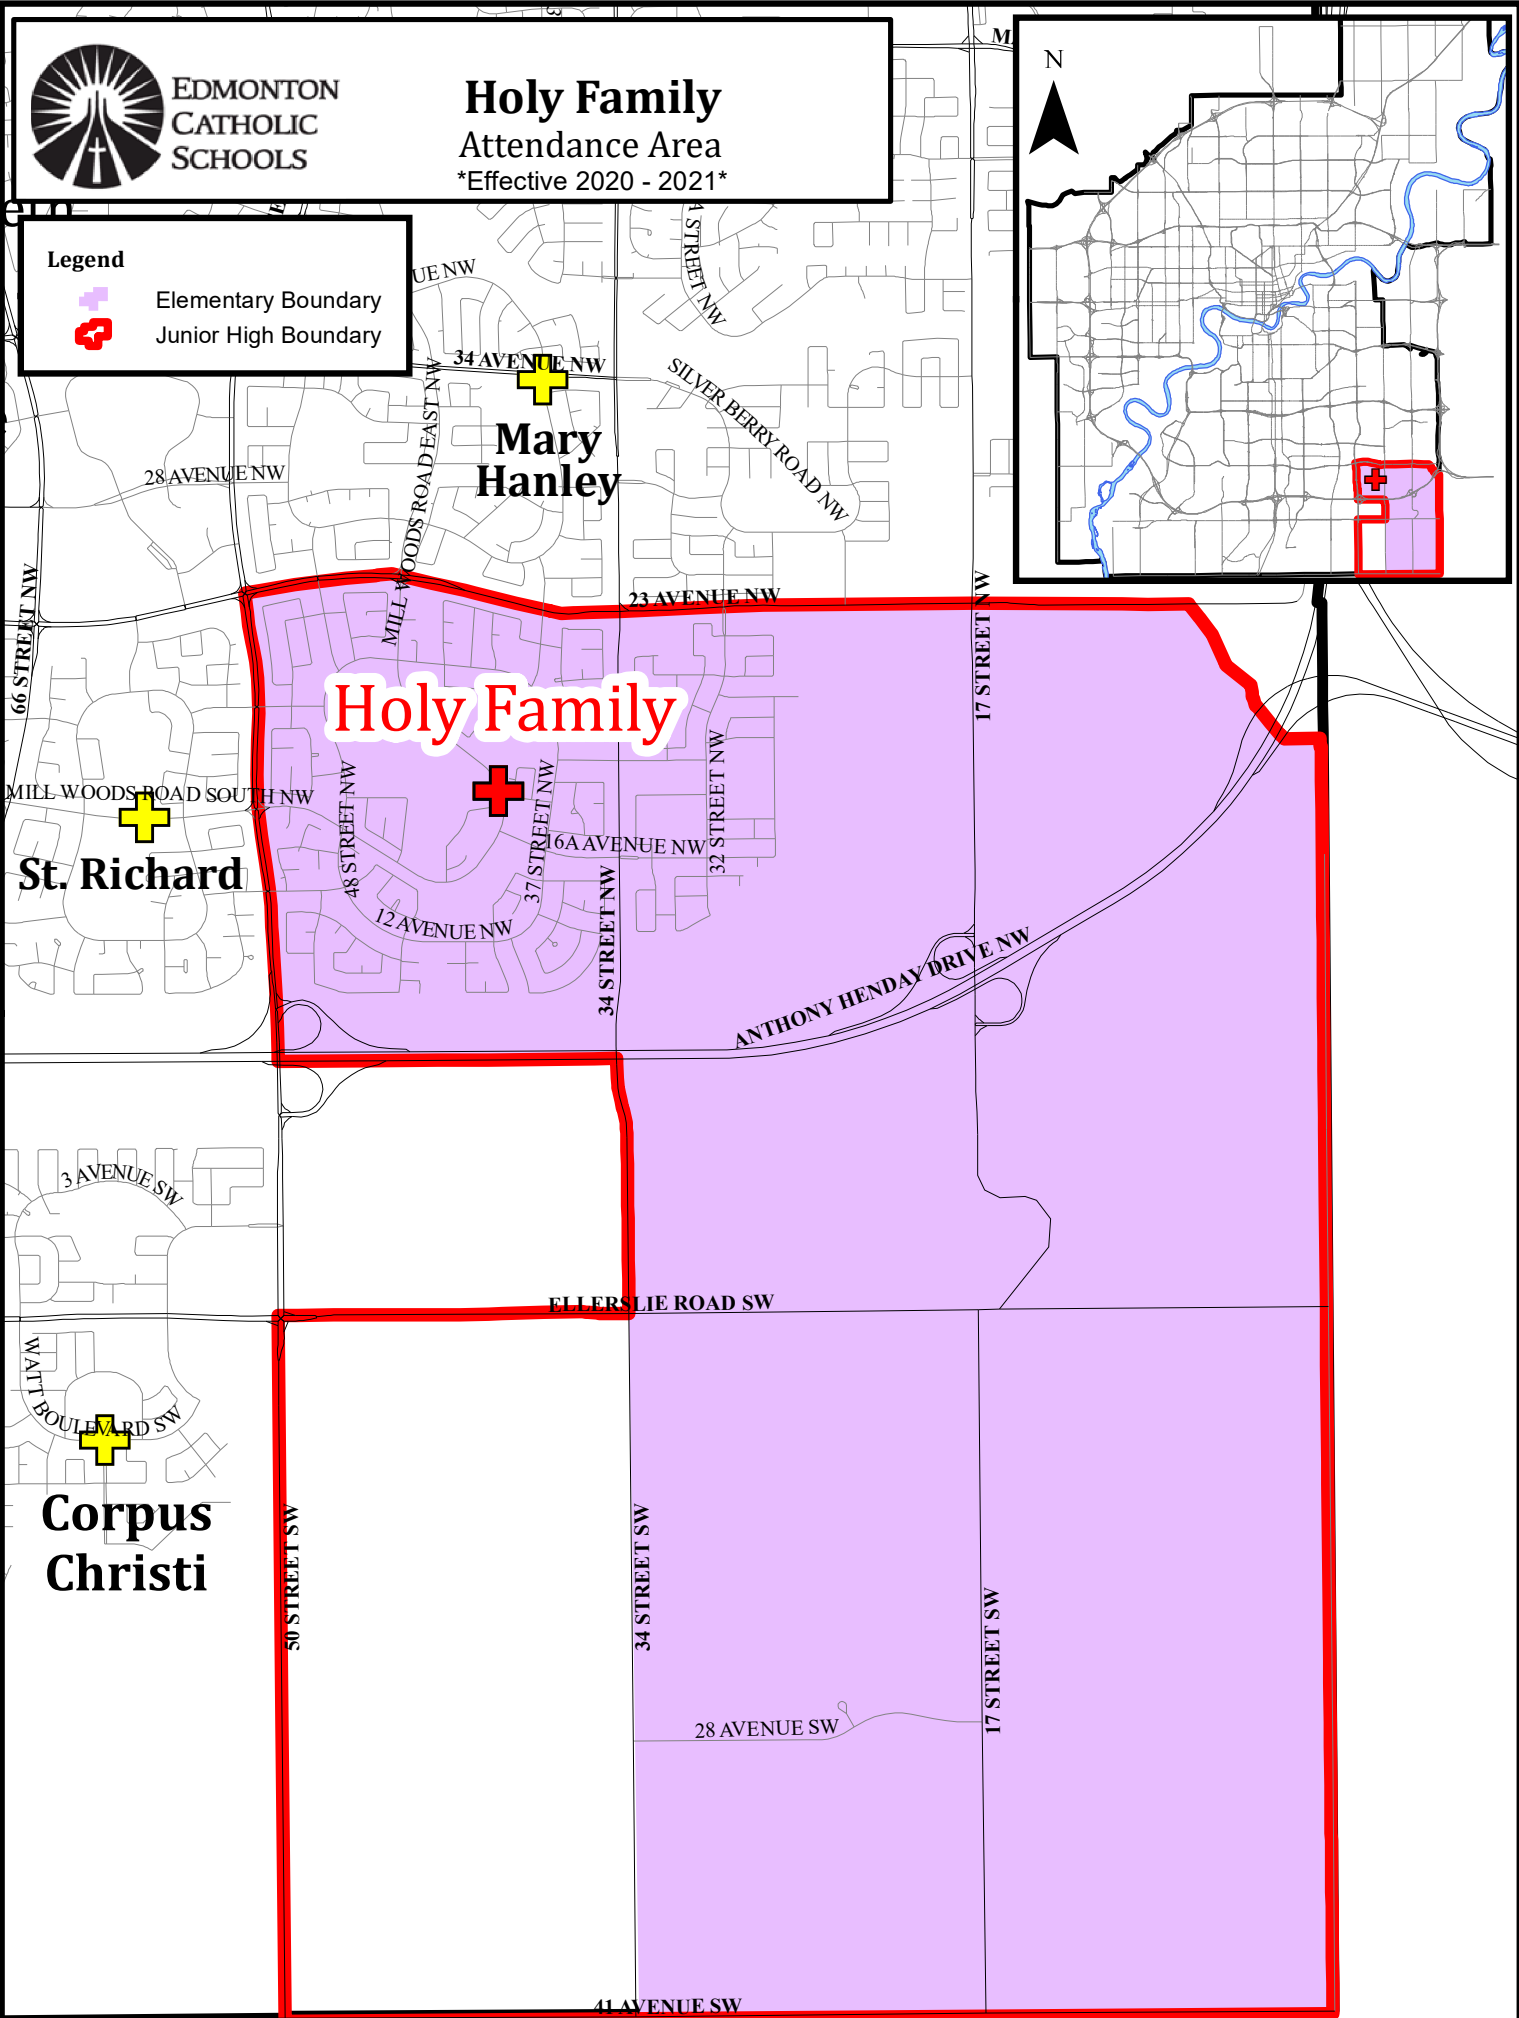 EDMONTON
CATHOLIC
SCHOOLS
Holy Family
Attendance Area
*Effective 2020 - 2021*
N
Legend
Elementary Boundary
Junior High Boundary
UE NW
A STREET NW
34 AVENUE NW
SILVER BERRY ROAD NW
Mary
Hanley
28 AVENUE NW
MILL WOODS ROAD EAST NW
66 STREET NW
23 AVENUE NW
17 STREET NW
Holy Family
MILL WOODS ROAD SOUTH NW
St. Richard
48 STREET NW
37 STREET NW
16A AVENUE NW
32 STREET NW
12 AVENUE NW
34 STREET NW
ANTHONY HENDAY DRIVE NW
3 AVENUE SW
ELLERSLIE ROAD SW
WATT BOULEVARD SW
Corpus
Christi
50 STREET SW
34 STREET SW
17 STREET SW
28 AVENUE SW
41 AVENUE SW